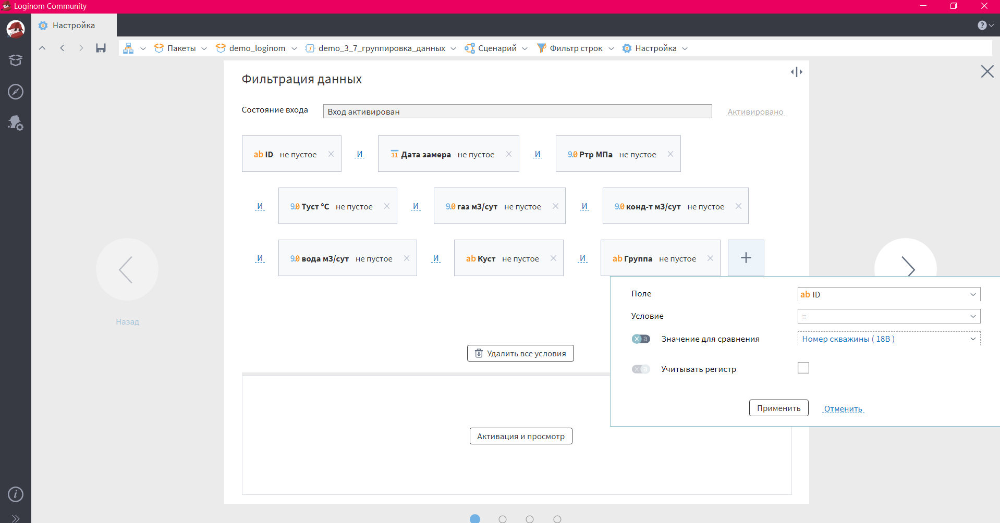 Loginom Community
Настройка
?
Пакеты demo_loginom demo_3_7_группировка_данных Сценарий Фильтр строк Настройка
Фильтрация данных
Состояние входа Вход активирован Активировано
ab ID не пустое И 31 Дата замера не пустое И 9.0 Ртр МПа не пустое
И 9.0 Туст °С не пустое И 9.0 газ м3/сут не пустое И 9.0 конд-т м3/сут не пустое
И 9.0 вода м3/сут не пустое И ab Куст не пустое И ab Группа не пустое +
Назад
Поле ab ID
Условие =
x a Значение для сравнения Номер скважины ( 18В )
x a Учитывать регистр
Применить Отменить
Удалить все условия
Активация и просмотр
i